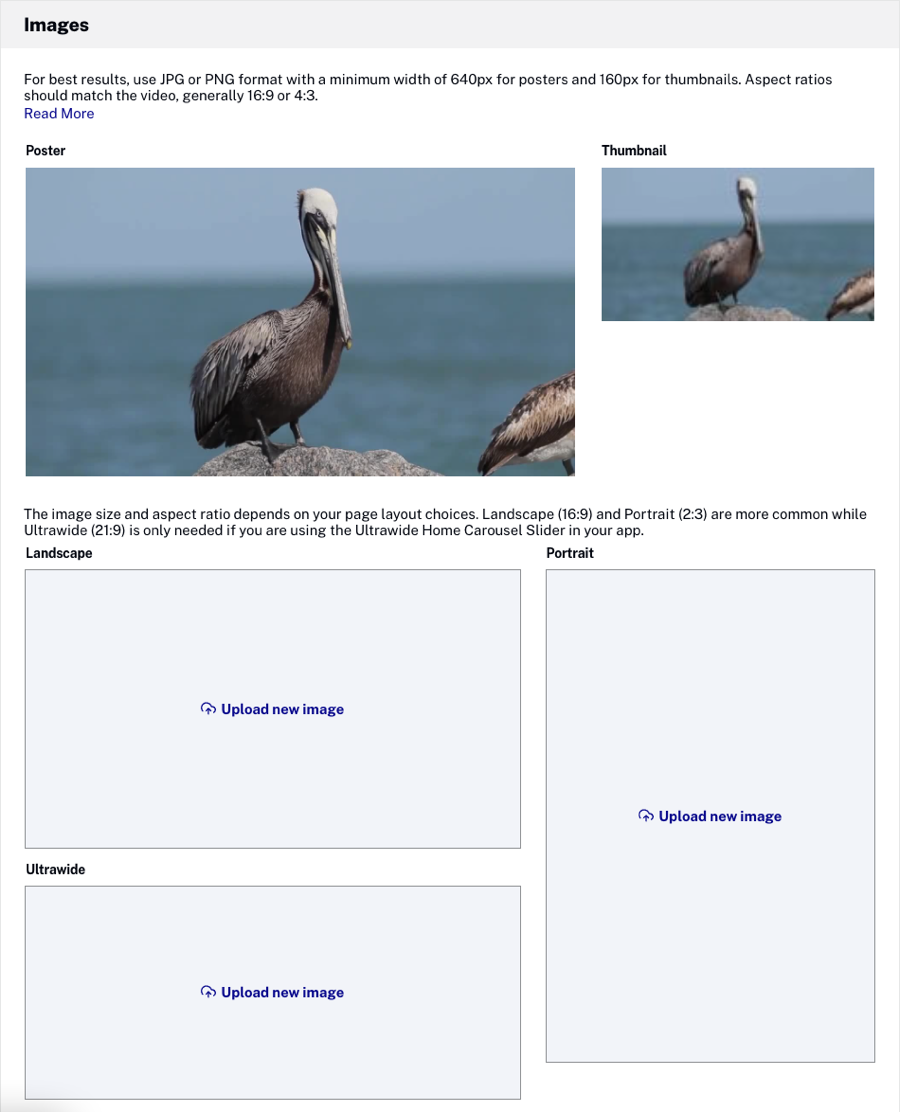 Images
For best results, use JPG or PNG format with a minimum width of 640px for posters and 160px for thumbnails. Aspect ratios
should match the video, generally 16:9 or 4:3.
Read More
Poster
Thumbnail
The image size and aspect ratio depends on your page layout choices. Landscape (16:9) and Portrait (2:3) are more common while
Ultrawide (21:9) is only needed if you are using the Ultrawide Home Carousel Slider in your app.
Landscape
Portrait
Upload new image
Upload new image
Ultrawide
Upload new image